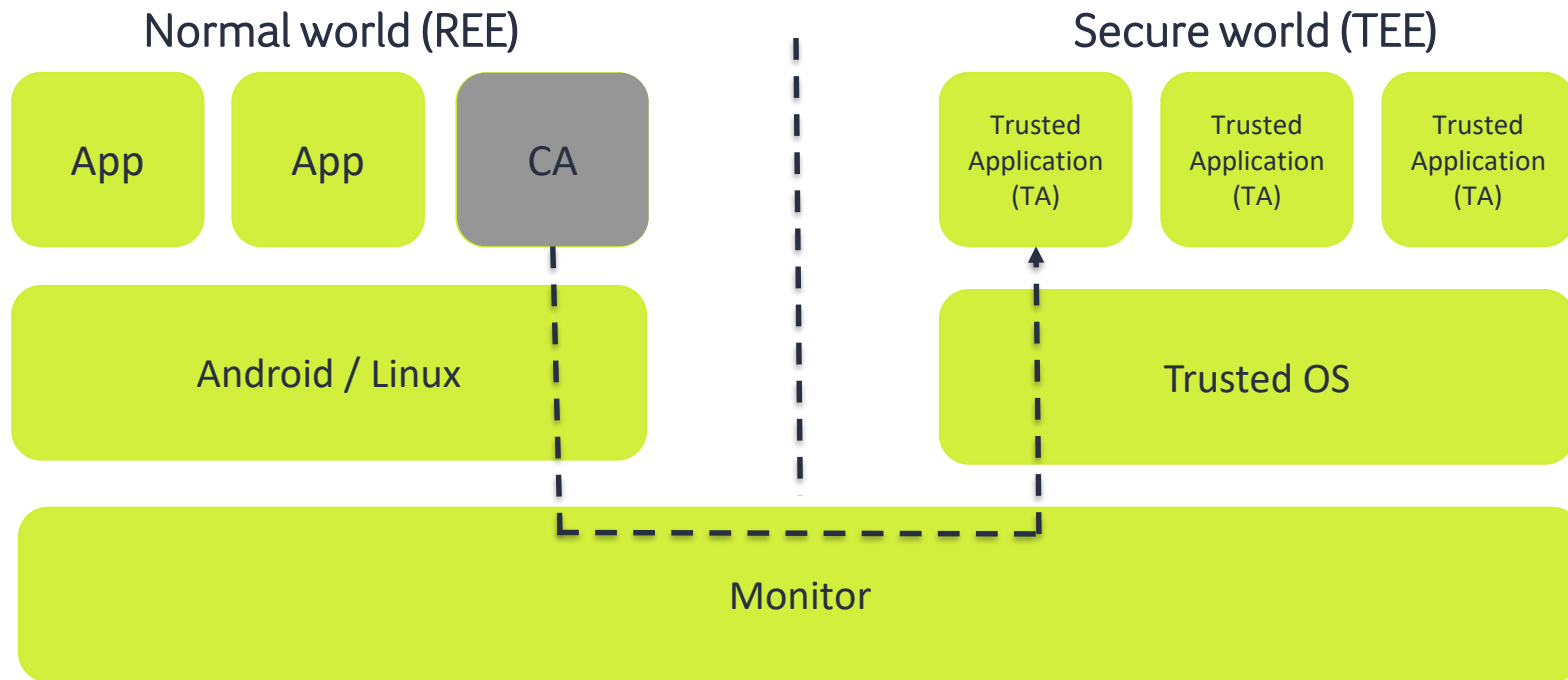 Normal world (REE)
Secure world (TEE)
App
App
CA
Trusted
Application
(TA)
Trusted
Application
(TA)
Trusted
Application
(TA)
Android / Linux
Trusted OS
Monitor